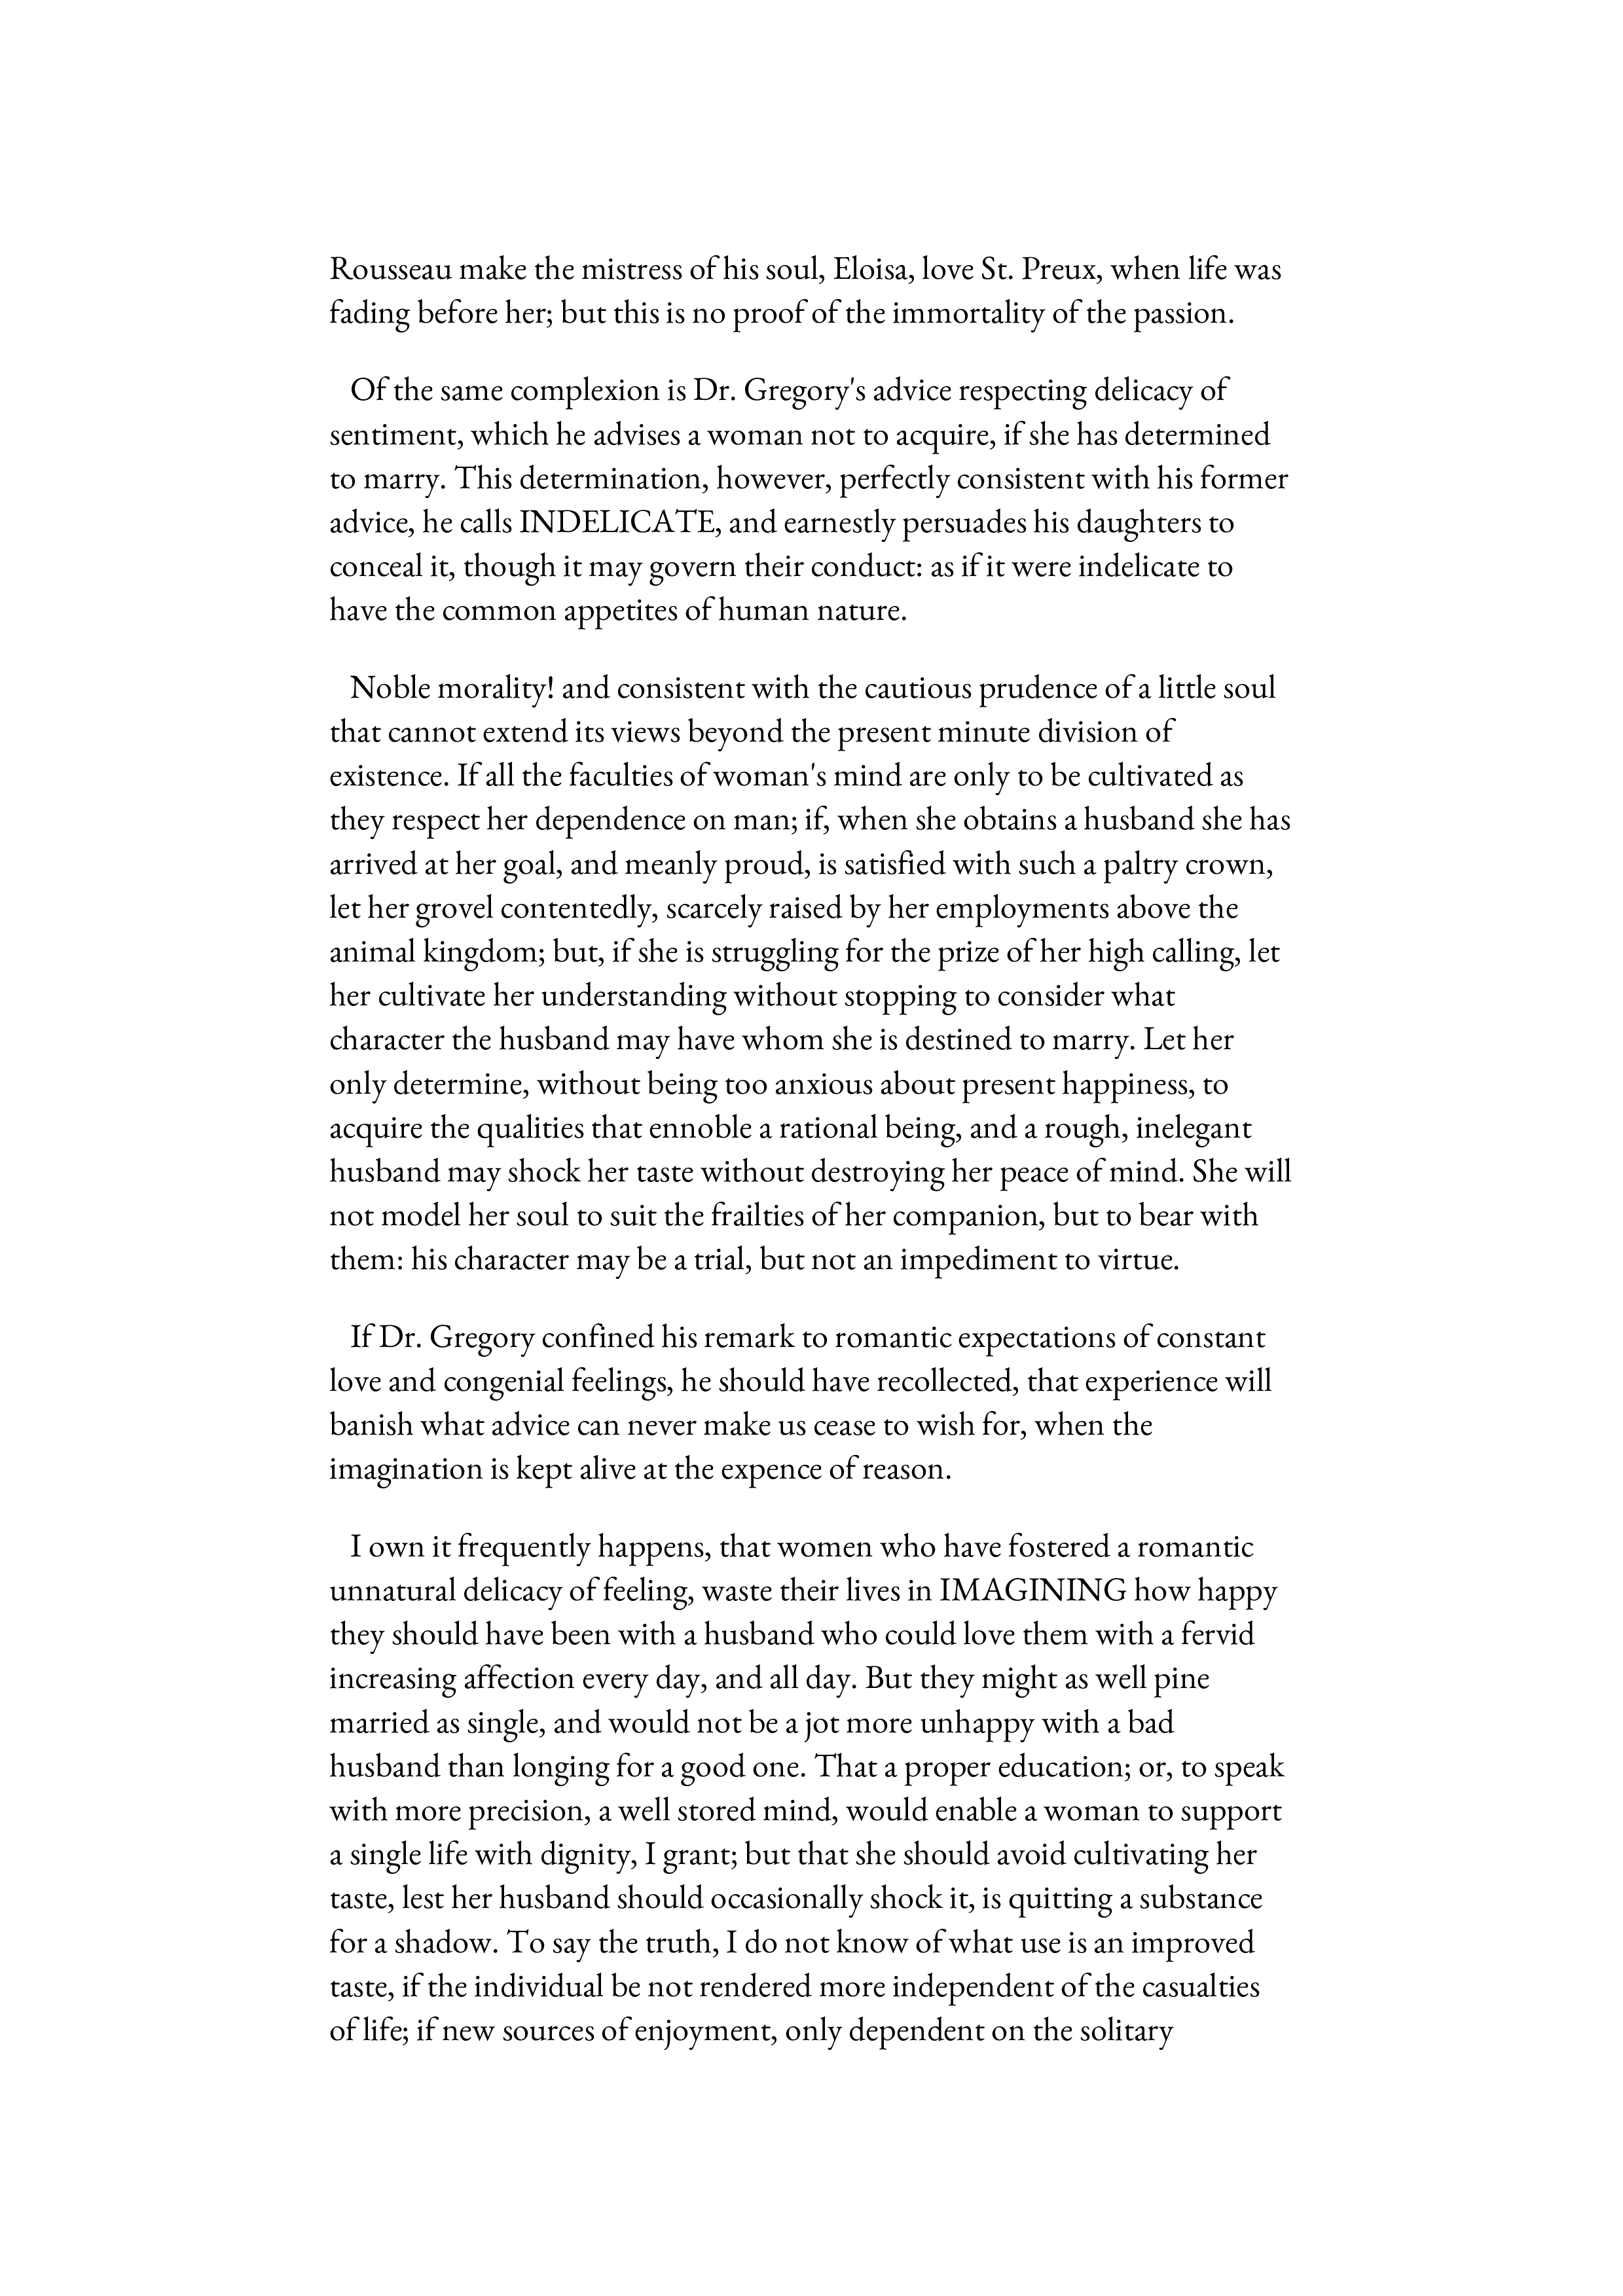 Rousseau make the mistress of his soul, Eloisa, love St. Preux, when life was
fading before her; but this is no proof of the immortality of the passion.
Of the same complexion is Dr. Gregory's advice respecting delicacy of
sentiment, which he advises a woman not to acquire, if she has determined
to marry. This determination, however, perfectly consistent with his former
advice, he calls INDELICATE, and earnestly persuades his daughters to
conceal it, though it may govern their conduct: as if it were indelicate to
have the common appetites of human nature.
Noble morality! and consistent with the cautious prudence of a little soul
that cannot extend its views beyond the present minute division of
existence. If all the faculties of woman's mind are only to be cultivated as
they respect her dependence on man; if, when she obtains a husband she has
arrived at her goal, and meanly proud, is satisfied with such a paltry crown,
let her grovel contentedly, scarcely raised by her employments above the
animal kingdom; but, if she is struggling for the prize of her high calling, let
her cultivate her understanding without stopping to consider what
character the husband may have whom she is destined to marry. Let her
only determine, without being too anxious about present happiness, to
acquire the qualities that ennoble a rational being, and a rough, inelegant
husband may shock her taste without destroying her peace of mind. She will
not model her soul to suit the frailties of her companion, but to bear with
them: his character may be a trial, but not an impediment to virtue.
If Dr. Gregory confined his remark to romantic expectations of constant
love and congenial feelings, he should have recollected, that experience will
banish what advice can never make us cease to wish for, when the
imagination is kept alive at the expence of reason.
I own it frequently happens, that women who have fostered a romantic
unnatural delicacy of feeling, waste their lives in IMAGINING how happy
they should have been with a husband who could love them with a fervid
increasing affection every day, and all day. But they might as well pine
married as single, and would not be a jot more unhappy with a bad
husband than longing for a good one. That a proper education; or, to speak
with more precision, a well stored mind, would enable a woman to support
a single life with dignity, I grant; but that she should avoid cultivating her
taste, lest her husband should occasionally shock it, is quitting a substance
for a shadow. To say the truth, I do not know of what use is an improved
taste, if the individual be not rendered more independent of the casualties
of life; if new sources of enjoyment, only dependent on the solitary